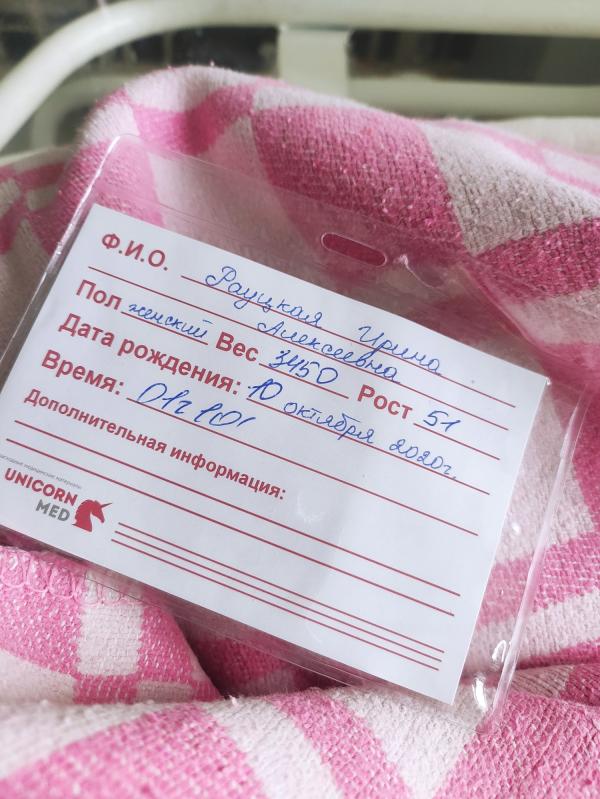 Ф.И.О. Рауцкая Ирина
Алексеевна
Пол женский Вес 3450 Рост 51
Дата рождения: 10 октября 2020г.
Время: 01ч 10'
Дополнительная информация:
UNICORN
MED